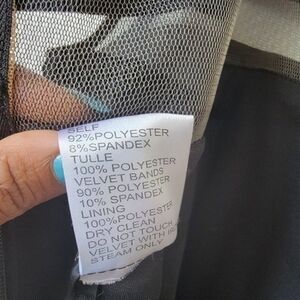 SELF
92%POLYESTER
8%SPANDEX
TULLE
100% POLYESTER
VELVET BANDS
90% POLYESTER
10% SPANDEX
LINING
100%POLYESTER
DRY CLEAN
DO NOT TOUCH
VELVET WITH
STEAM ONLY